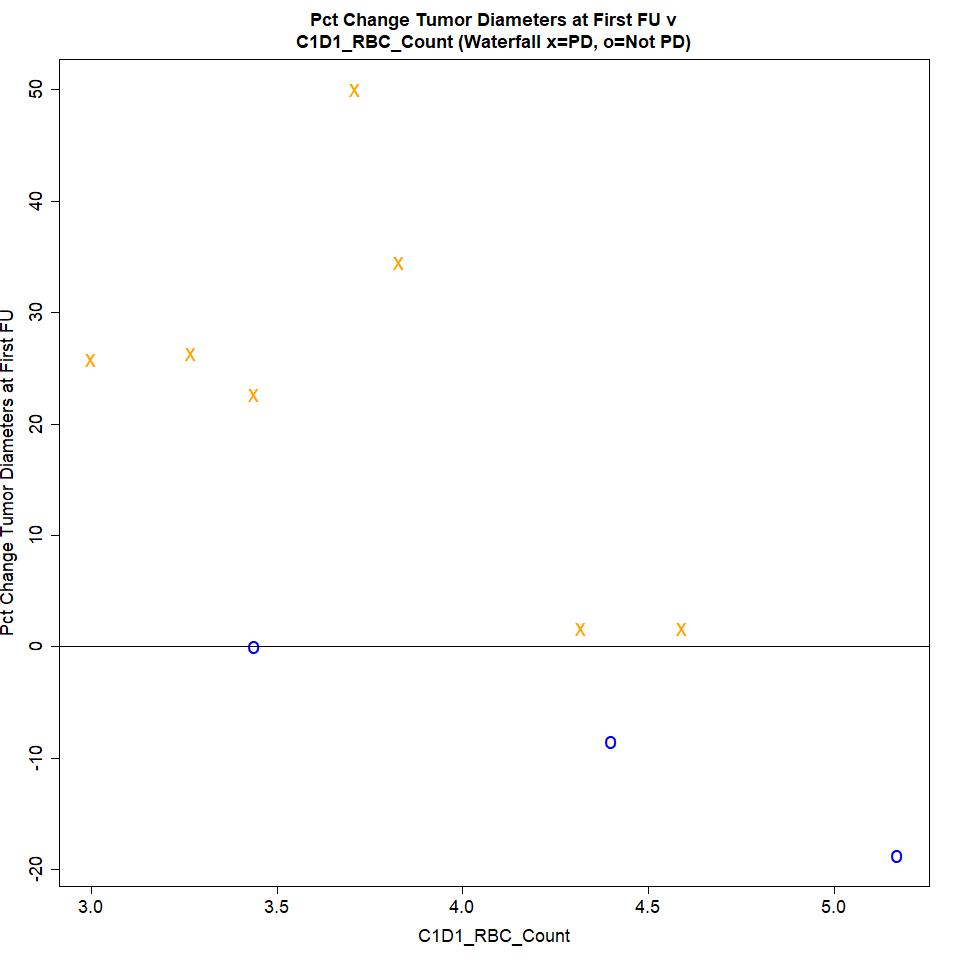 Pct Change Tumor Diameters at First FU v
C1D1_RBC_Count (Waterfall x=PD, o=Not PD)
Pct Change Tumor Diameters at First FU
50
40
30
20
10
0
-10
-20
X
X
X
X
X
X
X
O
O
O
3.0
3.5
4.0
4.5
5.0
C1D1_RBC_Count